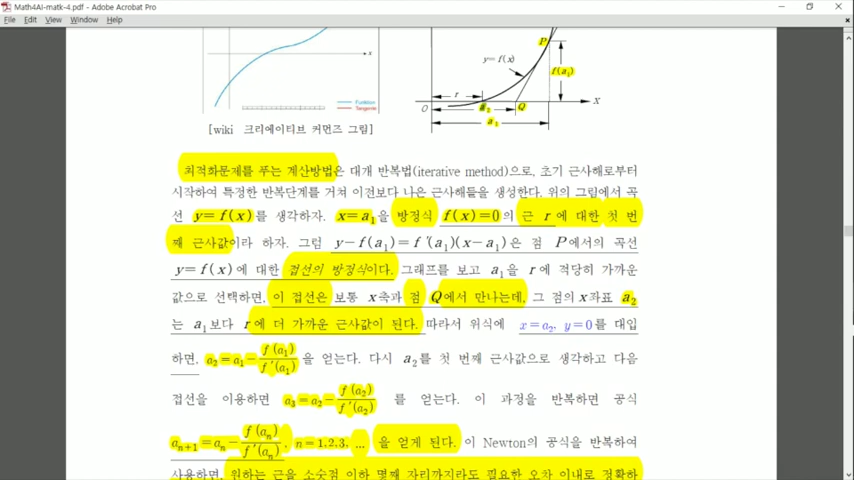 Math4AI-matk-4.pdf - Adobe Acrobat Pro
File Edit View Window Help
x
Funktion
Tangente
P
y=f(x)
f(a₁)
r
O
a₂
Q
X
a₁
[wiki 크리에이티브 커먼즈 그림]
최적화문제를 푸는 계산방법은 대개 반복법(iterative method)으로, 초기 근사해로부터
시작하여 특정한 반복단계를 거쳐 이전보다 나은 근사해들을 생성한다. 위의 그림에서 곡
선 y=f(x)를 생각하자. x=a₁을 방정식 f(x)=0의 근 r에 대한 첫 번
째 근사값이라 하자. 그럼 y-f(a₁)=f′(a₁)(x-a₁)은 점 P에서의 곡선
y=f(x)에 대한 접선의 방정식이다. 그래프를 보고 a₁을 r에 적당히 가까운
값으로 선택하면, 이 접선은 보통 x축과 점 Q에서 만나는데, 그 점의 x좌표 a₂
는 a₁보다 r에 더 가까운 근사값이 된다. 따라서 위식에 x=a₂, y=0를 대입
하면, a₂=a₁-f(a₁)/f′(a₁)을 얻는다. 다시 a₂를 첫 번째 근사값으로 생각하고 다음
접선을 이용하면 a₃=a₂-f(a₂)/f′(a₂) 를 얻는다. 이 과정을 반복하면 공식
aₙ₊₁=aₙ-f(aₙ)/f′(aₙ), n=1,2,3, ... 을 얻게 된다. 이 Newton의 공식을 반복하여
사용하면, 원하는 근을 소숫점 이하 몇째 자리까지라도 필요한 오차 이내로 정확하